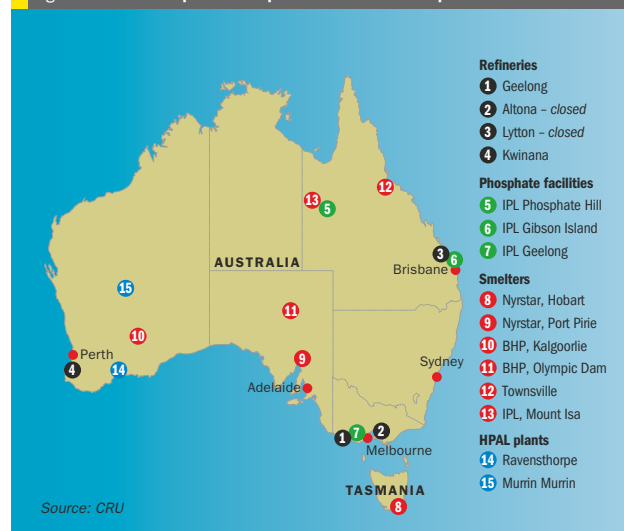 Refineries
1 Geelong
2 Altona – closed
3 Lytton – closed
4 Kwinana
Phosphate facilities
5 IPL Phosphate Hill
6 IPL Gibson Island
7 IPL Geelong
Smelters
8 Nyrstar, Hobart
9 Nyrstar, Port Pirie
10 BHP, Kalgoorlie
11 BHP, Olympic Dam
12 Townsville
13 IPL, Mount Isa
HPAL plants
14 Ravensthorpe
15 Murrin Murrin
12
13
5
3
6
AUSTRALIA
Brisbane
15
11
10
Perth
9
Sydney
4
14
Adelaide
1
7
2
Melbourne
TASMANIA
8
Source: CRU